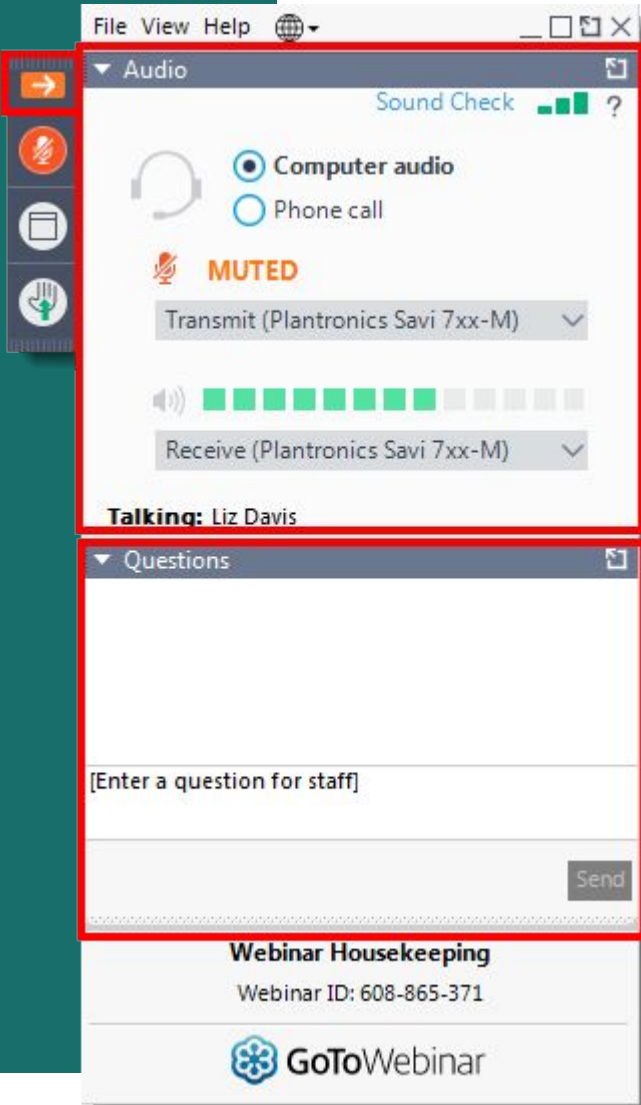 File View Help
Audio
Sound Check ?
Computer audio
Phone call
MUTED
Transmit (Plantronics Savi 7xx-M)
Receive (Plantronics Savi 7xx-M)
Talking: Liz Davis
Questions
[Enter a question for staff]
Send
Webinar Housekeeping
Webinar ID: 608-865-371
GoToWebinar